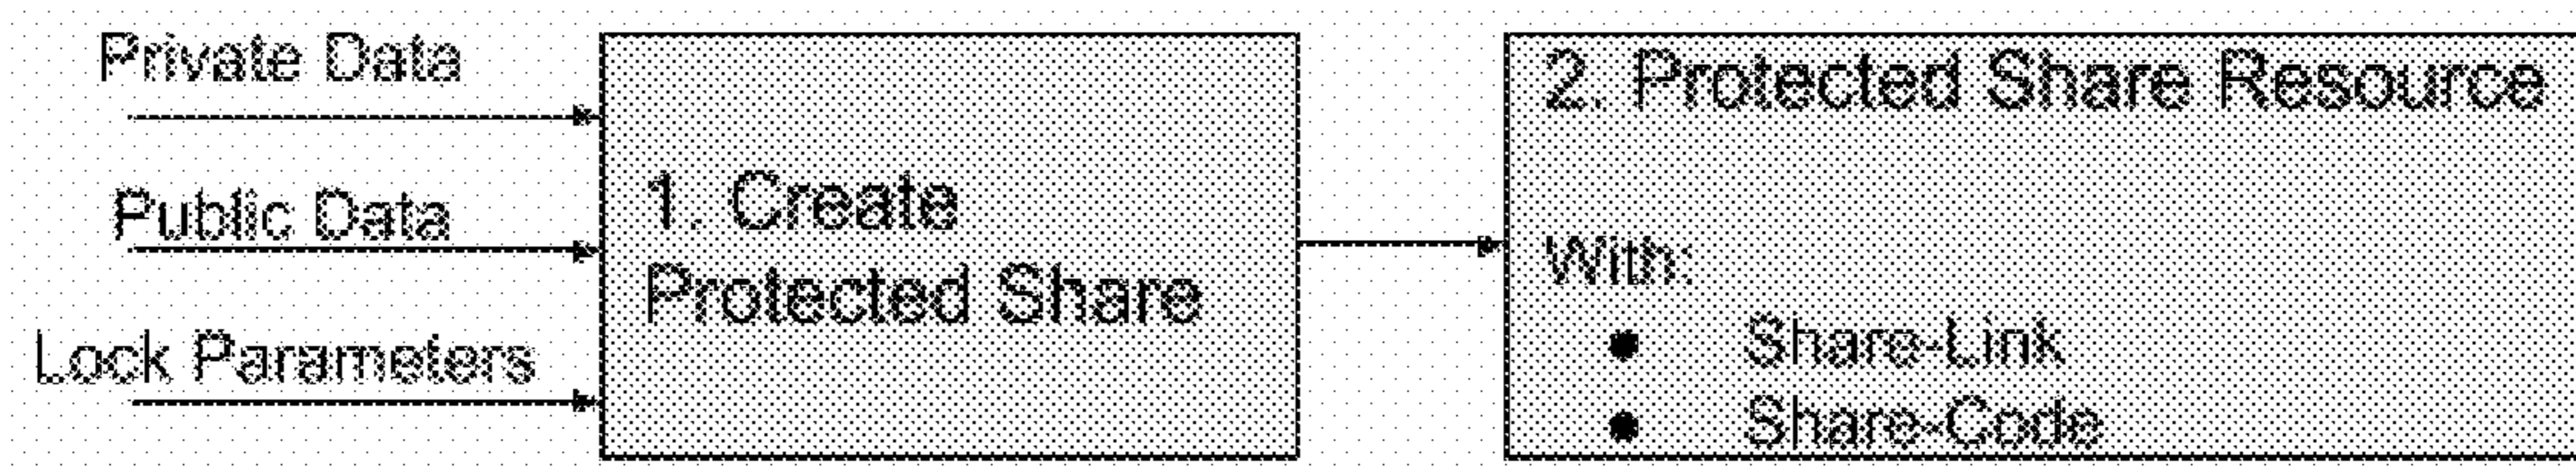 Private Data
Public Data
Lock Parameters
1. Create
Protected Share
2. Protected Share Resource
With:
● Share-Link
● Share-Code